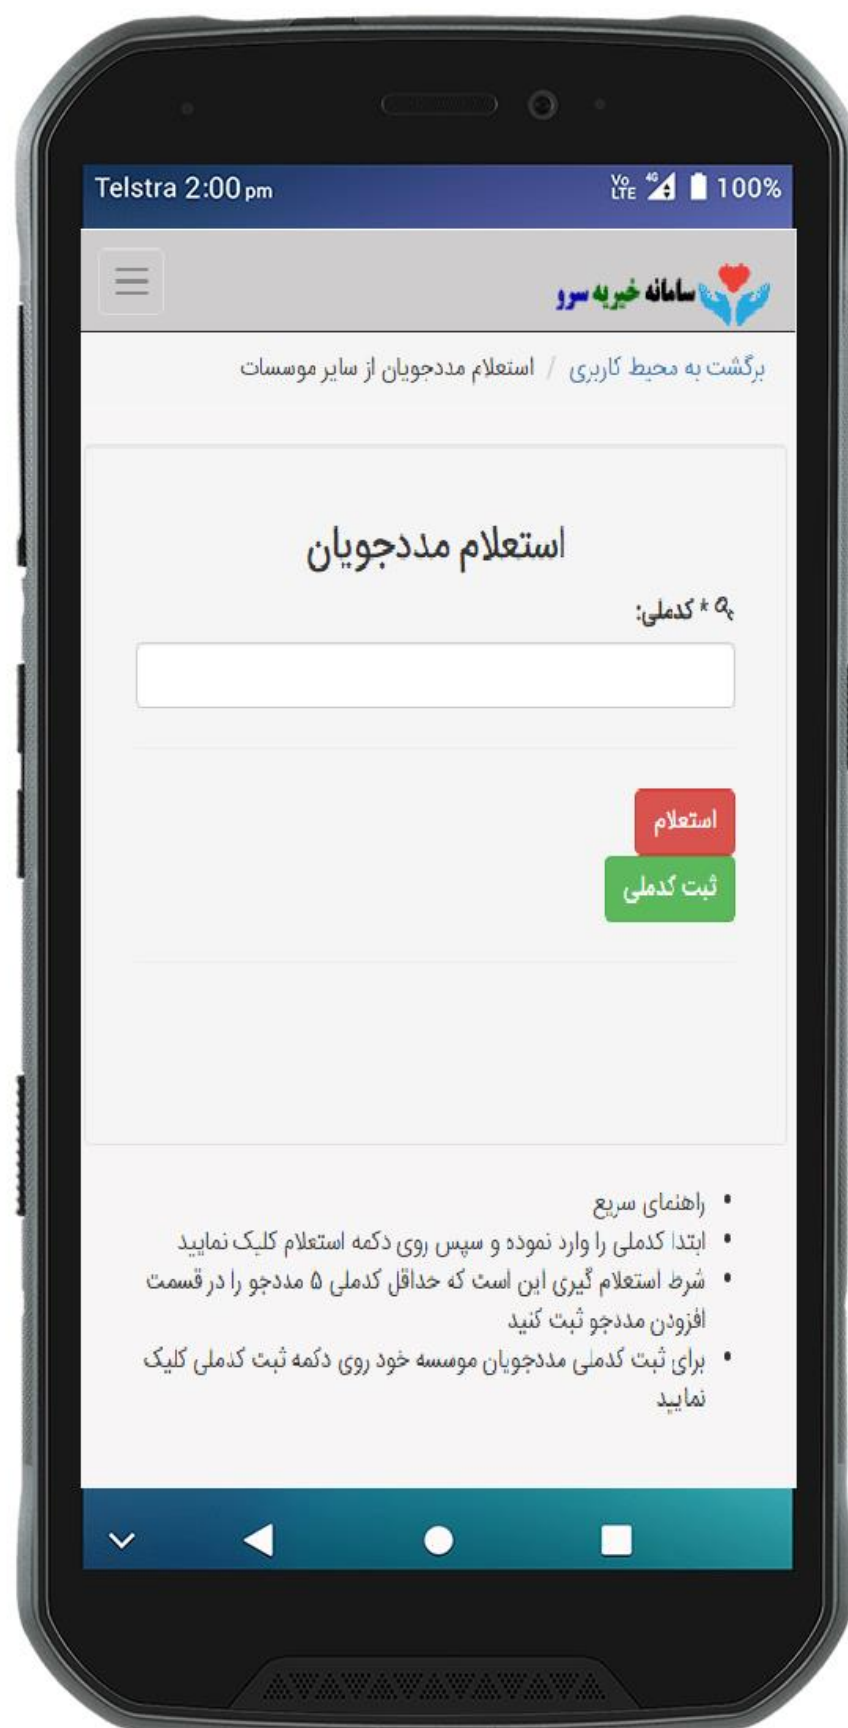 Telstra 2:00 pm Vo LTE 4G 100%
سامانه خیریه سرو
برگشت به محیط کاربری / استعلام مددجویان از سایر موسسات
استعلام مددجویان
* کدملی:
استعلام
ثبت کدملی
• راهنمای سریع
• ابتدا کدملی را وارد نموده و سپس روی دکمه استعلام کلیک نمایید
• شرط استعلام گیری این است که حداقل کدملی ۵ مددجو را در قسمت
افزودن مددجو ثبت کنید
• برای ثبت کدملی مددجویان موسسه خود روی دکمه ثبت کدملی کلیک
نمایید